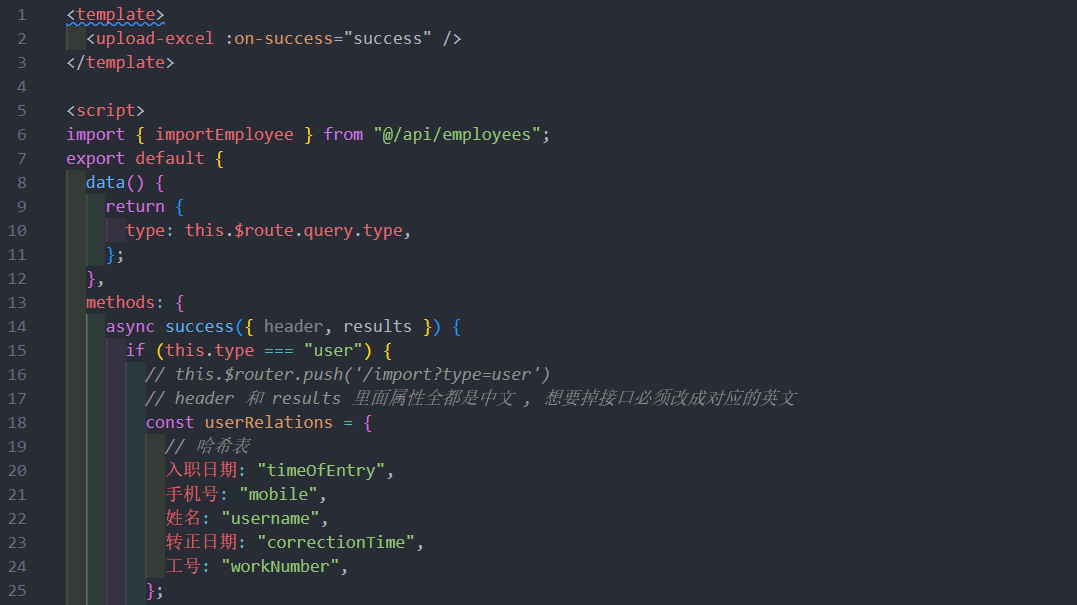 1 <template>
2 <upload-excel :on-success="success" />
3 </template>
4
5 <script>
6 import { importEmployee } from "@/api/employees";
7 export default {
8 data() {
9 return {
10 type: this.$route.query.type,
11 };
12 },
13 methods: {
14 async success({ header, results }) {
15 if (this.type === "user") {
16 // this.$router.push('/import?type=user')
17 // header 和 results 里面属性全都是中文 , 想要掉接口必须改成对应的英文
18 const userRelations = {
19 // 哈希表
20 入职日期: "timeOfEntry",
21 手机号: "mobile",
22 姓名: "username",
23 转正日期: "correctionTime",
24 工号: "workNumber",
25 };